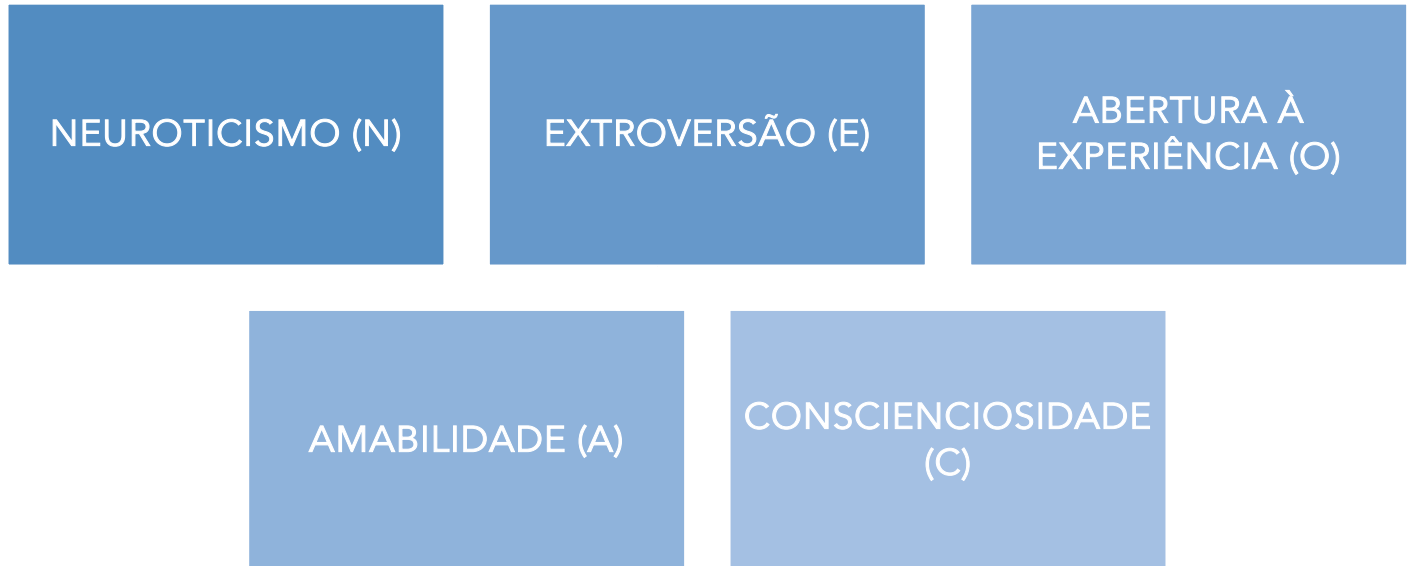 NEUROTICISMO (N)
EXTROVERSÃO (E)
ABERTURA À
EXPERIÊNCIA (O)
AMABILIDADE (A)
CONSCIENCIOSIDADE
(C)